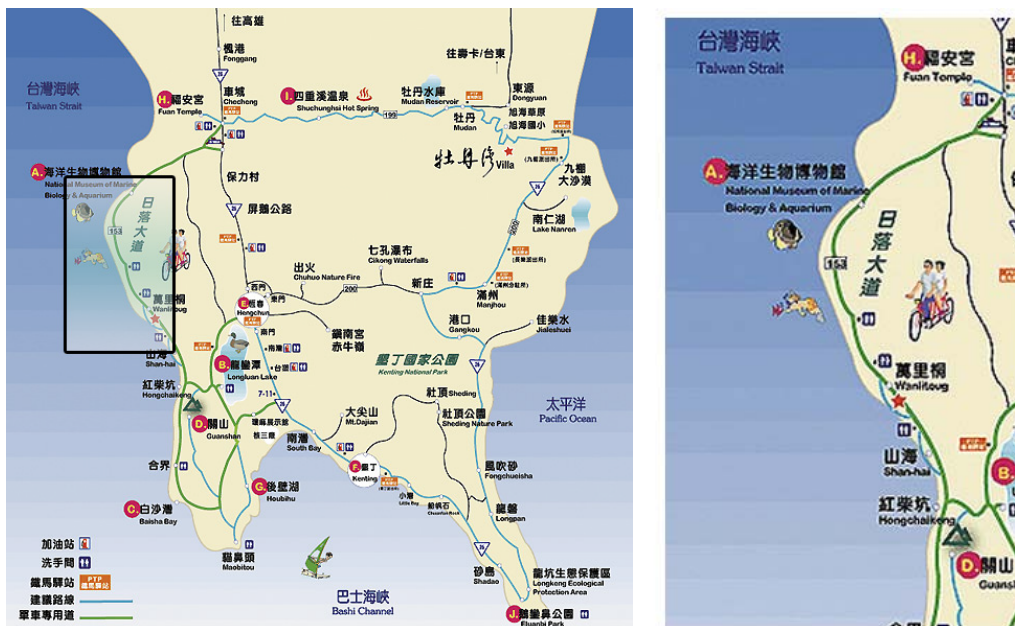 往高雄
楓港
Fonggang
往壽卡/台東
台灣海峽
Taiwan Strait
H.福安宮
Fuan Temple
車城
Checheng
I.四重溪溫泉
Shuchunghsi Hot Spring
牡丹水庫
Mudan Reservoir
東源
Dongyuan
旭海草原
旭海國小
牡丹
Mudan
199
牡丹灣
Villa
A.海洋生物博物館
National Museum of Marine
Biology & Aquarium
保力村
九棚
大沙漠
屏鵝公路
26
南仁湖
Lake Nanren
日落大道
153
七孔瀑布
Cikong Waterfalls
出火
Chuhuo Nature Fire
新庄
200
滿州
Manjhou
西門
東門
E.恆春
Hengchun
南門
萬里桐
Wanlitoug
港口
Gangkou
佳樂水
Jialeshuei
鎮南宮
赤牛嶺
山海
Shan-hai
B.龍鑾潭
Longluan Lake
南灣
台源
墾丁國家公園
Kenting National Park
紅柴坑
Hongchaikeng
7-11
社頂 Sheding
社頂公園
Sheding Nature Park
太平洋
Pacific Ocean
D.關山
Guanshan
大尖山
Mt.Dajian
核三廠
南灣
South Bay
合界
F.墾丁
Kenting
風吹砂
Fongchueisha
G.後壁湖
Houbihu
小灣
Little Bay
船帆石
龍磐
Longpan
C.白沙灣
Baisha Bay
貓鼻頭
Maobitou
砂島
Shadao
龍坑生態保護區
Longkeng Ecological
Protection Area
J.鵝鑾鼻公園
Eluanbi Park
巴士海峽
Bashi Channel
加油站
洗手間
鐵馬驛站 PTP 鐵馬驛站
建議路線
單車專用道
台灣海峽
Taiwan Strait
H.福安宮
Fuan Temple
A.海洋生物博物館
National Museum of Marine
Biology & Aquarium
日落大道
153
萬里桐
Wanlitoug
山海
Shan-hai
B.
紅柴坑
Hongchaikeng
D.關山